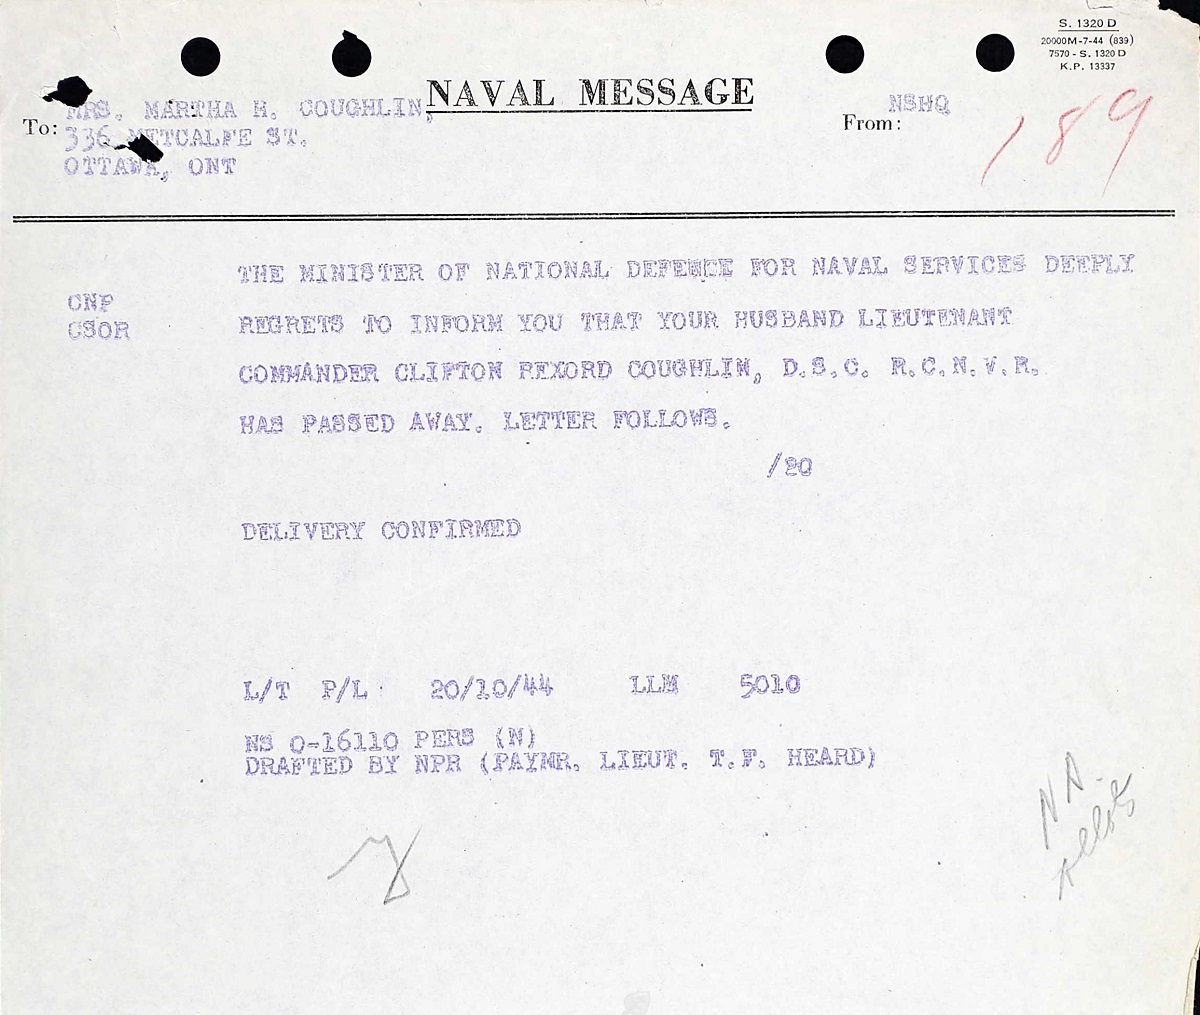 S. 1320 D
20000M-7-44 (839)
7570 - S. 1320 D
K.P. 13337
NAVAL MESSAGE
To: MRS. MARTHA H. COUGHLIN,
336 METCALFE ST.
OTTAWA, ONT
From: NSHQ
189
THE MINISTER OF NATIONAL DEFENCE FOR NAVAL SERVICES DEEPLY
CNP
CSOR
REGRETS TO INFORM YOU THAT YOUR HUSBAND LIEUTENANT
COMMANDER CLIFTON REXORD COUGHLIN, D.S.C. R.C.N.V.R.
HAS PASSED AWAY. LETTER FOLLOWS.
/20
DELIVERY CONFIRMED
L/T P/L 20/10/44 LLM 5010
NS O-16110 PERS (N)
DRAFTED BY NPR (PAYMR. LIEUT. T.F. HEARD)
NA.